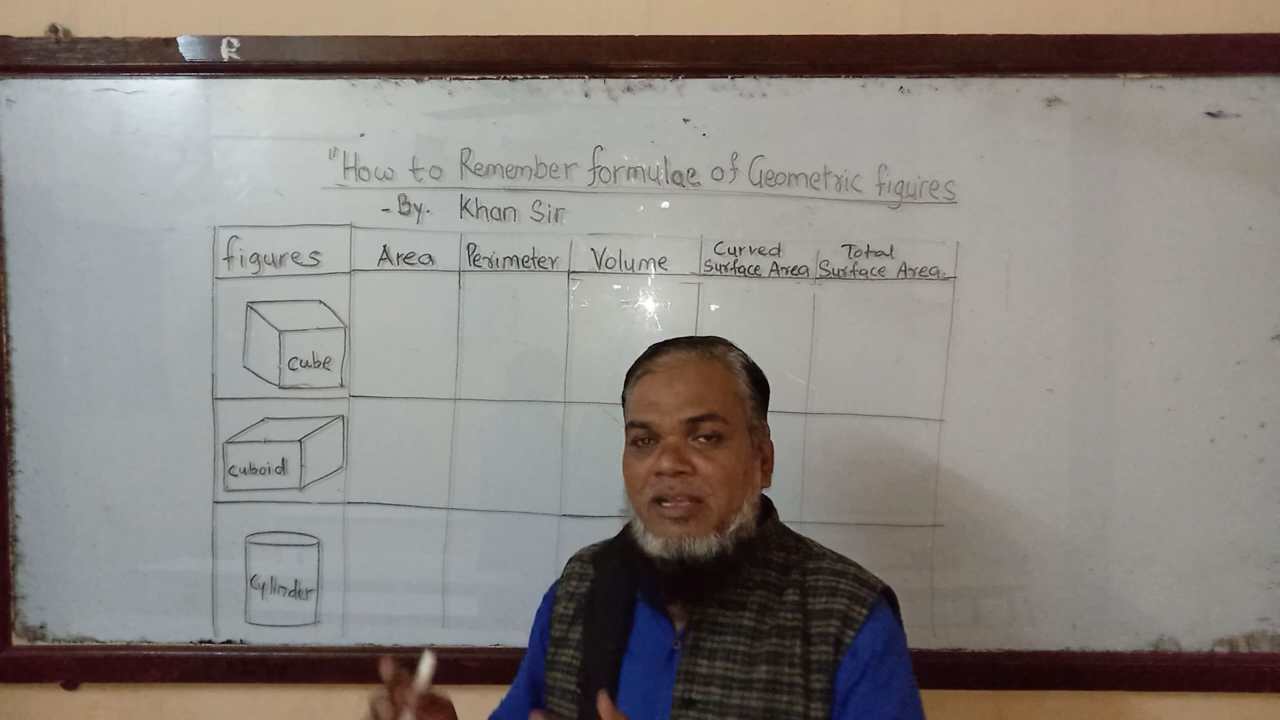 R
"How to Remember formulae of Geometric figures
- By. Khan Sir
figures Area Perimeter Volume Curved Surface Area Total Surface Area.
cube
cuboid
Cylinder